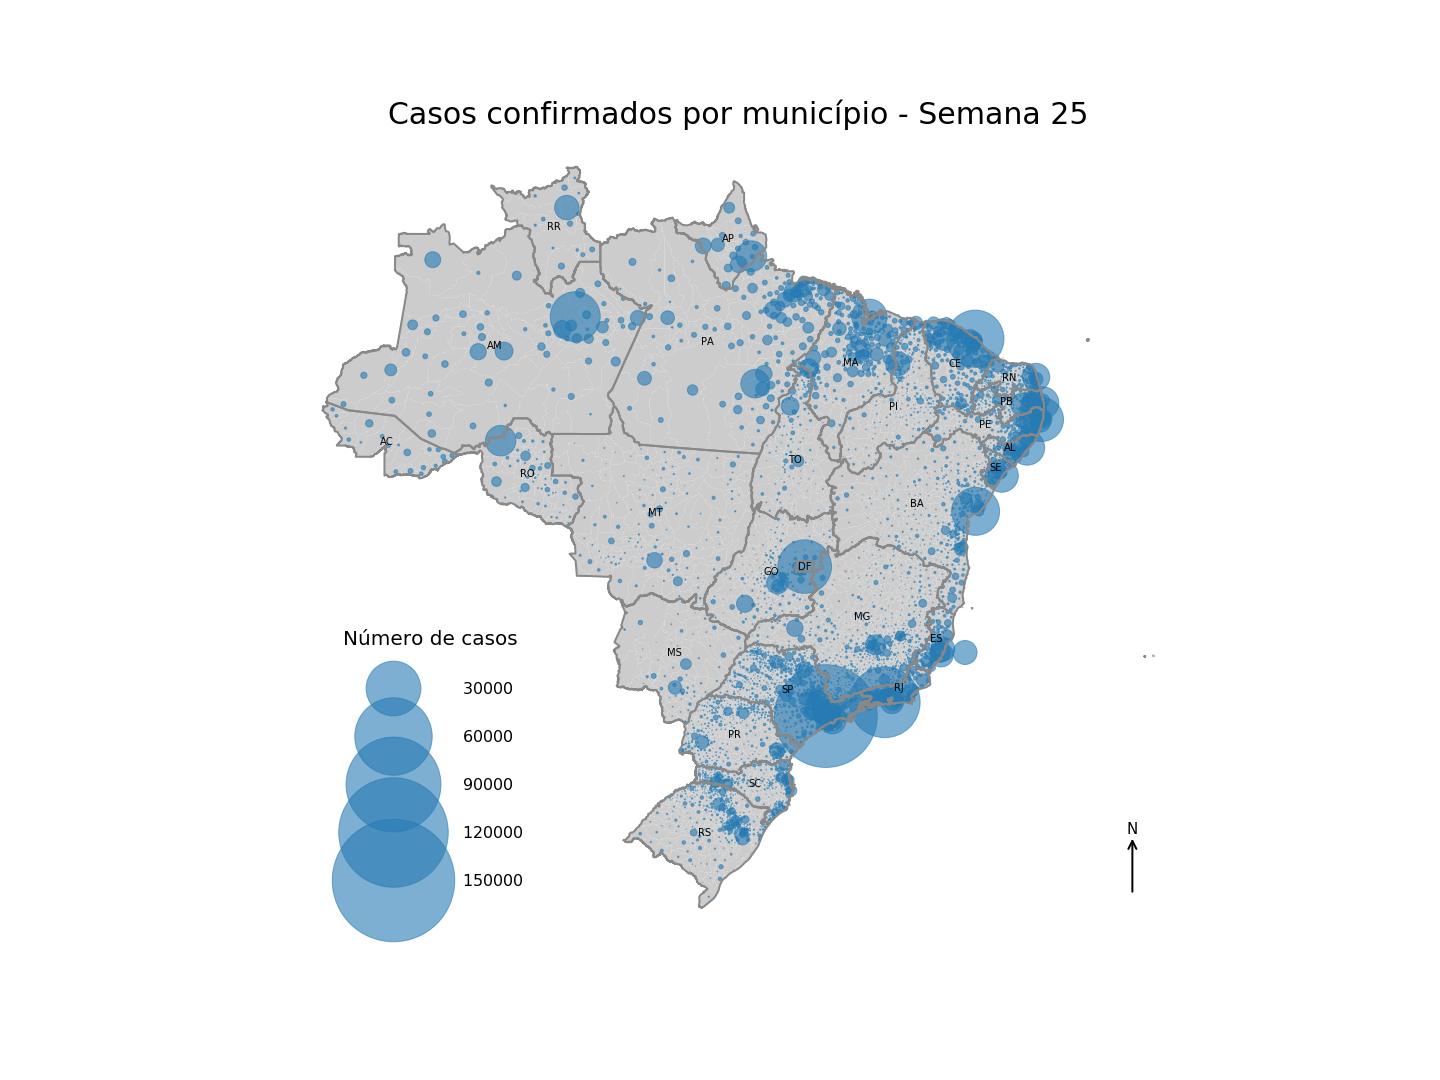 Casos confirmados por município - Semana 25
RR
AP
AM
PA
MA
CE
RN
PB
PI
PE
AC
AL
TO
SE
RO
BA
MT
DF
GO
MG
ES
MS
SP
RJ
PR
SC
RS
Número de casos
30000
60000
90000
120000
150000
N